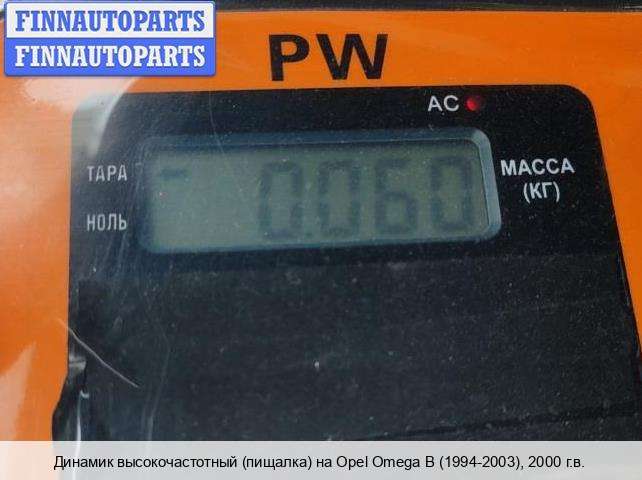 FINNAUTOPARTS
FINNAUTOPARTS
PW
AC
ТАРА
НОЛЬ
0.060
МАССА
(КГ)
Динамик высокочастотный (пищалка) на Opel Omega B (1994-2003), 2000 г.в.